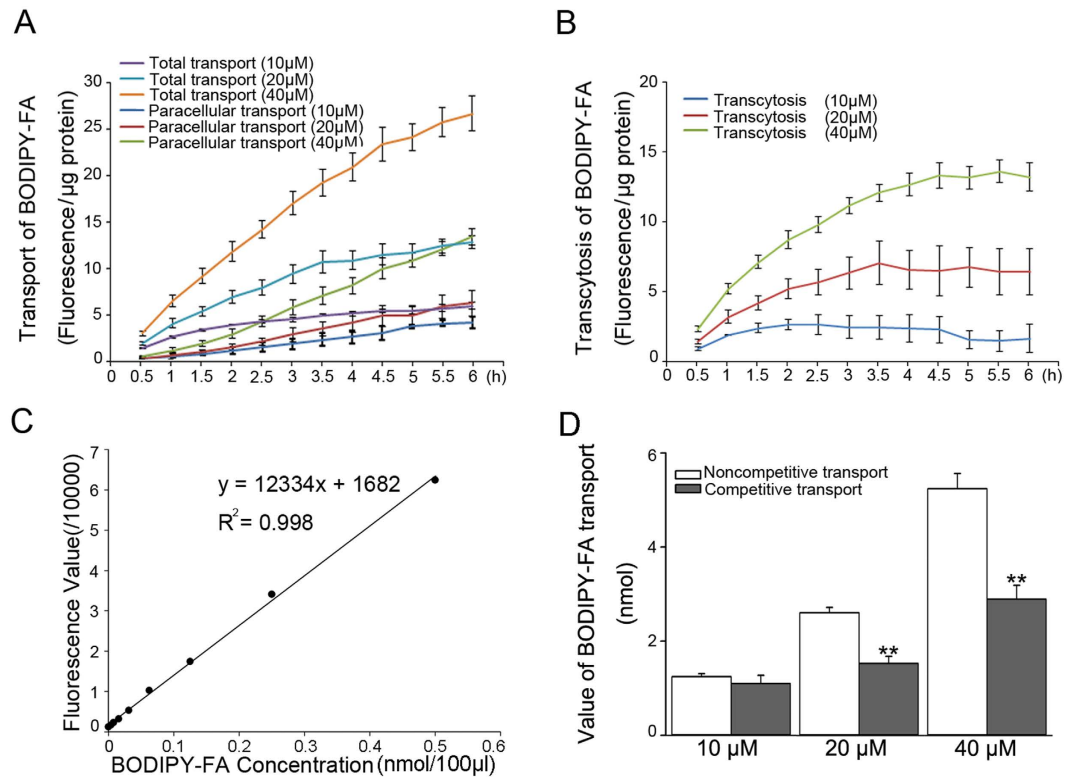 A
Total transport (10μM)
Total transport (20μM)
Total transport (40μM)
Paracellular transport (10μM)
Paracellular transport (20μM)
Paracellular transport (40μM)
Transport of BODIPY-FA
(Fluorescence/μg protein)
30
25
20
15
10
5
0
0 0.5 1 1.5 2 2.5 3 3.5 4 4.5 5 5.5 6 (h)
B
Transcytosis (10μM)
Transcytosis (20μM)
Transcytosis (40μM)
Transcytosis of BODIPY-FA
(Fluorescence/μg protein)
20
15
10
5
0
0 0.5 1 1.5 2 2.5 3 3.5 4 4.5 5 5.5 6 (h)
C
y = 12334x + 1682
R2= 0.998
Fluorescence Value(/10000)
7
6
5
4
3
2
1
0
0 0.1 0.2 0.3 0.4 0.5 0.6
BODIPY-FA Concentration (nmol/100μl)
D
Noncompetitive transport
Competitive transport
Value of BODIPY-FA transport
(nmol)
6
4
2
0
**
**
10 μM 20 μM 40 μM